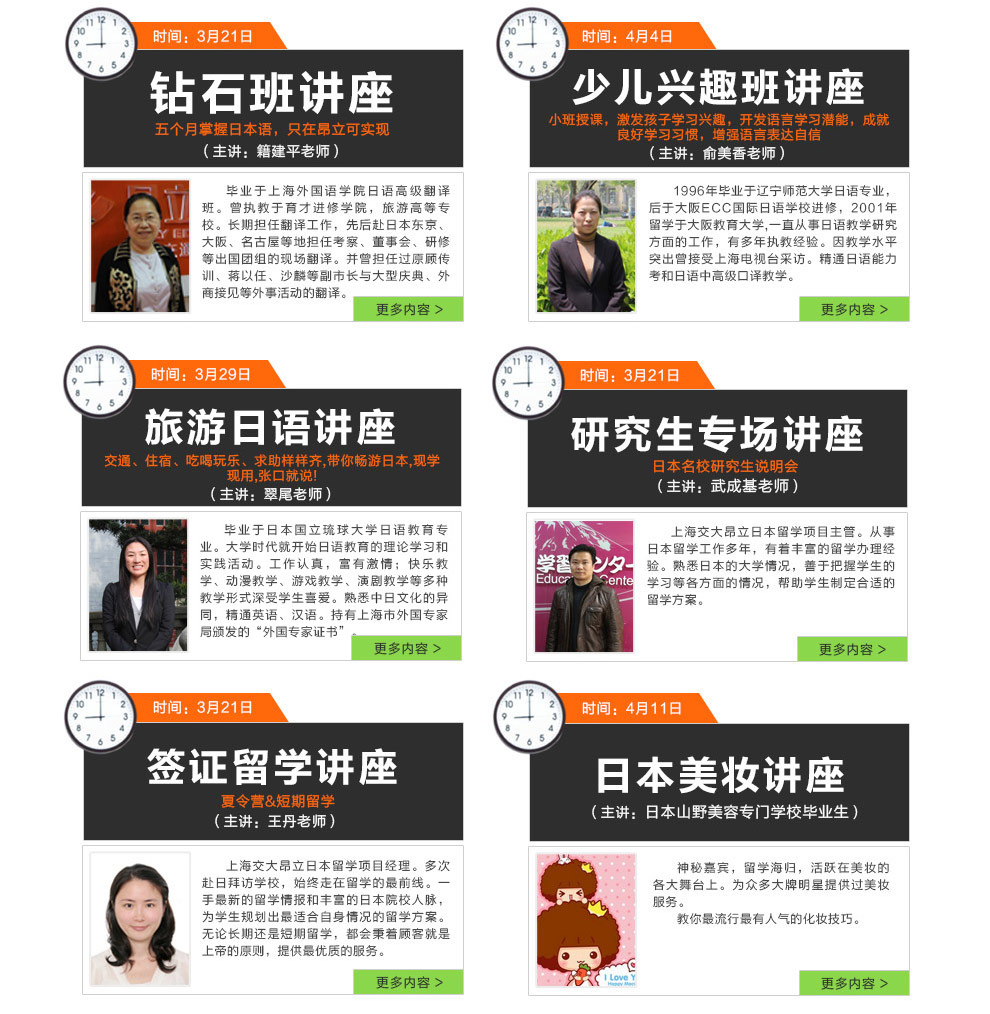 时间：3月21日
钻石班讲座
五个月掌握日本语，只在昂立可实现
（主讲：籍建平老师）
毕业于上海外国语学院日语高级翻译
班。曾执教于育才进修学院，旅游高等专
校。长期担任翻译工作，先后赴日本东京、
大阪、名古屋等地担任考察、董事会、研修
等出国团组的现场翻译。并曾担任过原顾传
训、蒋以任、沙麟等副市长与大型庆典、外
商接见等外事活动的翻译。
更多内容 >
时间：4月4日
少儿兴趣班讲座
小班授课，激发孩子学习兴趣，开发语言学习潜能，成就
良好学习习惯，增强语言表达自信
（主讲：俞美香老师）
1996年毕业于辽宁师范大学日语专业，
后于大阪ECC国际日语学校进修，2001年
留学于大阪教育大学,一直从事日语教学研究
方面的工作，有多年执教经验。因教学水平
突出曾接受上海电视台采访。精通日语能力
考和日语中高级口译教学。
更多内容 >
时间：3月29日
旅游日语讲座
交通、住宿、吃喝玩乐、求助样样齐,带你畅游日本,现学
现用,张口就说!
（主讲：翠尾老师）
毕业于日本国立琉球大学日语教育专
业。大学时代就开始日语教育的理论学习和
实践活动。工作认真，富有激情；快乐教
学、动漫教学、游戏教学、演剧教学等多种
教学形式深受学生喜爱。熟悉中日文化的异
同，精通英语、汉语。持有上海市外国专家
局颁发的“外国专家证书”。
更多内容 >
时间：3月21日
研究生专场讲座
日本名校研究生说明会
（主讲：武成基老师）
学習センター
Education Center
上海交大昂立日本留学项目主管。从事
日本留学工作多年，有着丰富的留学办理经
验。熟悉日本的大学情况，善于把握学生的
学习等各方面的情况，帮助学生制定合适的
留学方案。
更多内容 >
时间：3月21日
签证留学讲座
夏令营&短期留学
（主讲：王丹老师）
上海交大昂立日本留学项目经理。多次
赴日拜访学校，始终走在留学的最前线。一
手最新的留学情报和丰富的日本院校人脉，
为学生规划出最适合自身情况的留学方案。
无论长期还是短期留学，都会秉着顾客就是
上帝的原则，提供最优质的服务。
更多内容 >
时间：4月11日
日本美妆讲座
（主讲：日本山野美容专门学校毕业生）
I Love Y
神秘嘉宾，留学海归，活跃在美妆的
各大舞台上。为众多大牌明星提供过美妆
服务。
教你最流行最有人气的化妆技巧。
更多内容 >